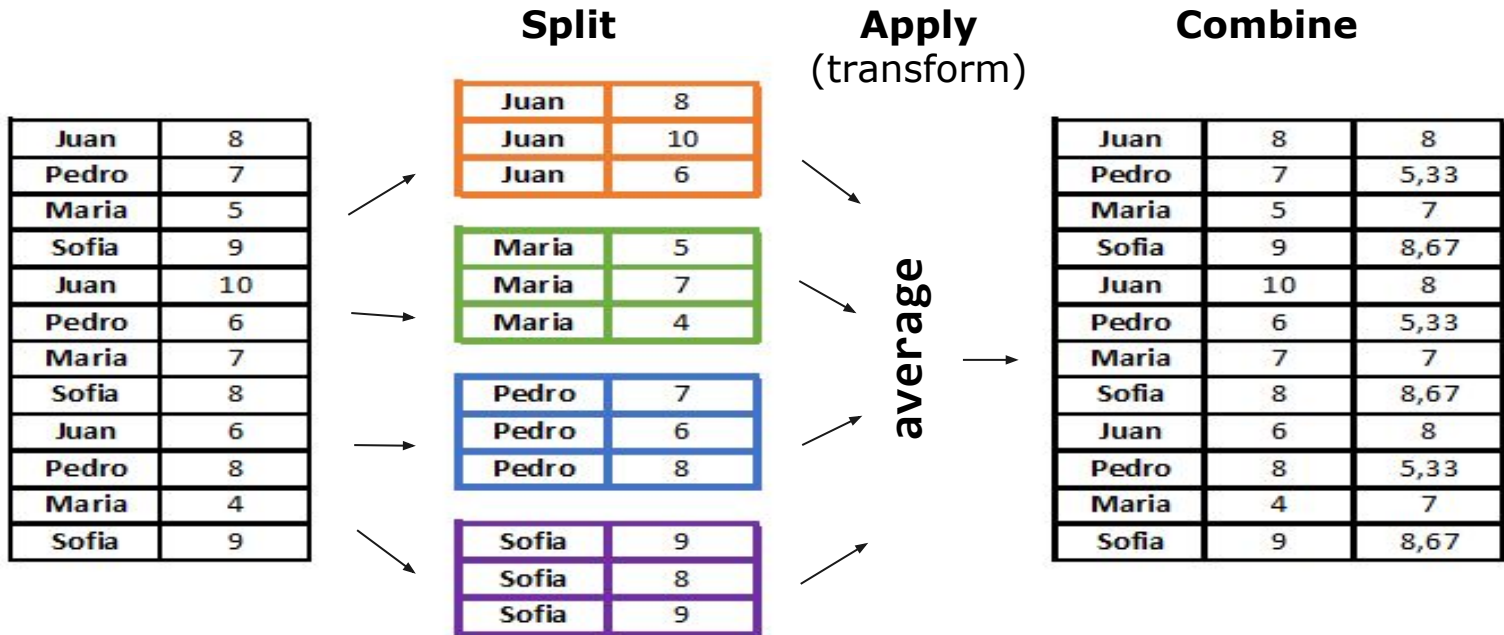 Split
Apply
(transform)
Combine
Juan 8
Pedro 7
Maria 5
Sofia 9
Juan 10
Pedro 6
Maria 7
Sofia 8
Juan 6
Pedro 8
Maria 4
Sofia 9
Juan 8
Juan 10
Juan 6
Maria 5
Maria 7
Maria 4
Pedro 7
Pedro 6
Pedro 8
Sofia 9
Sofia 8
Sofia 9
average
Juan 8 8
Pedro 7 5,33
Maria 5 7
Sofia 9 8,67
Juan 10 8
Pedro 6 5,33
Maria 7 7
Sofia 8 8,67
Juan 6 8
Pedro 8 5,33
Maria 4 7
Sofia 9 8,67